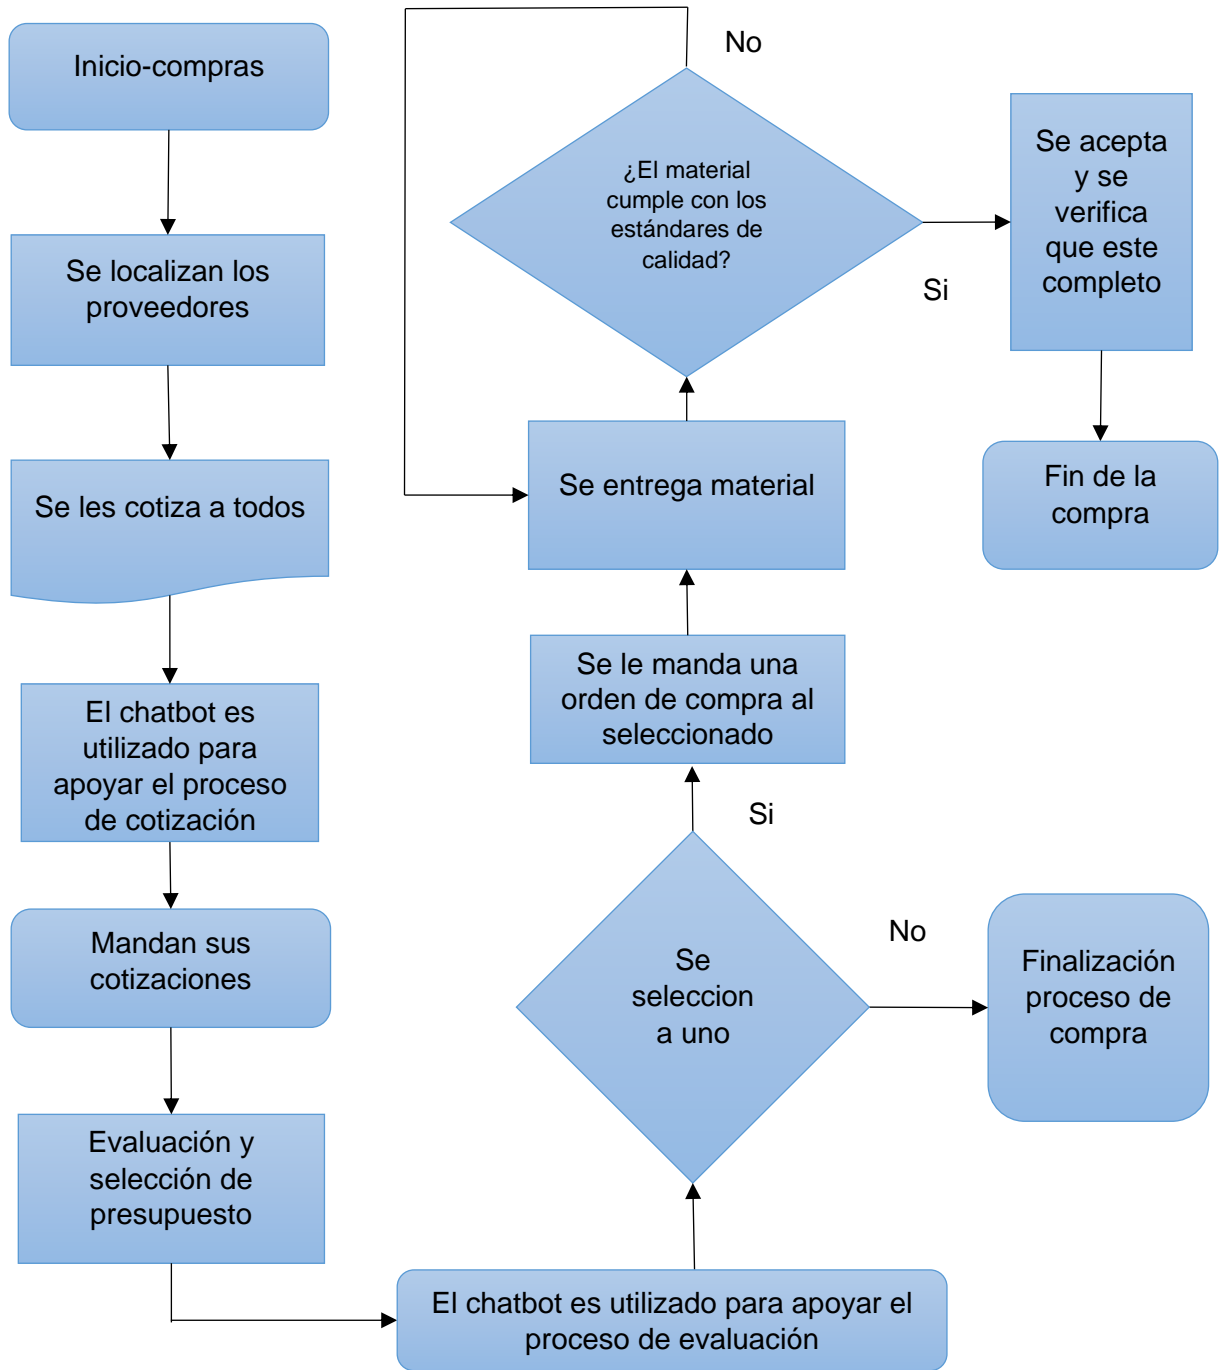 Inicio-compras
Se localizan los
proveedores
Se les cotiza a todos
El chatbot es
utilizado para
apoyar el proceso
de cotización
Mandan sus
cotizaciones
Evaluación y
selección de
presupuesto
El chatbot es utilizado para apoyar el
proceso de evaluación
Se
seleccion
a uno
No
Finalización
proceso de
compra
Si
Se le manda una
orden de compra al
seleccionado
Se entrega material
¿El material
cumple con los
estándares de
calidad?
No
Si
Se acepta
y se
verifica
que este
completo
Fin de la
compra